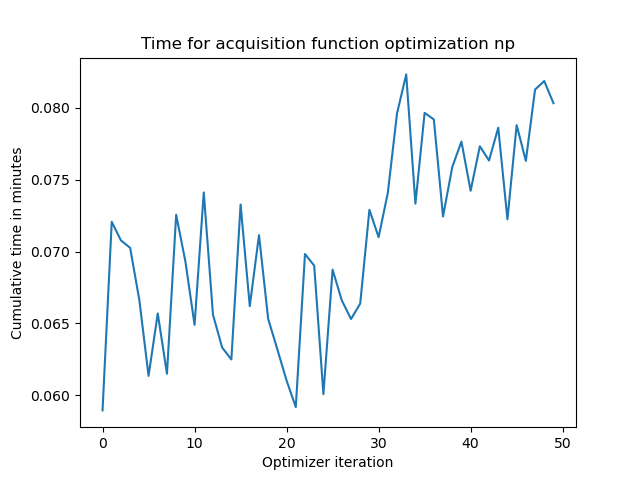 Time for acquisition function optimization np
Cumulative time in minutes
0.080
0.075
0.070
0.065
0.060
0 10 20 30 40 50
Optimizer iteration